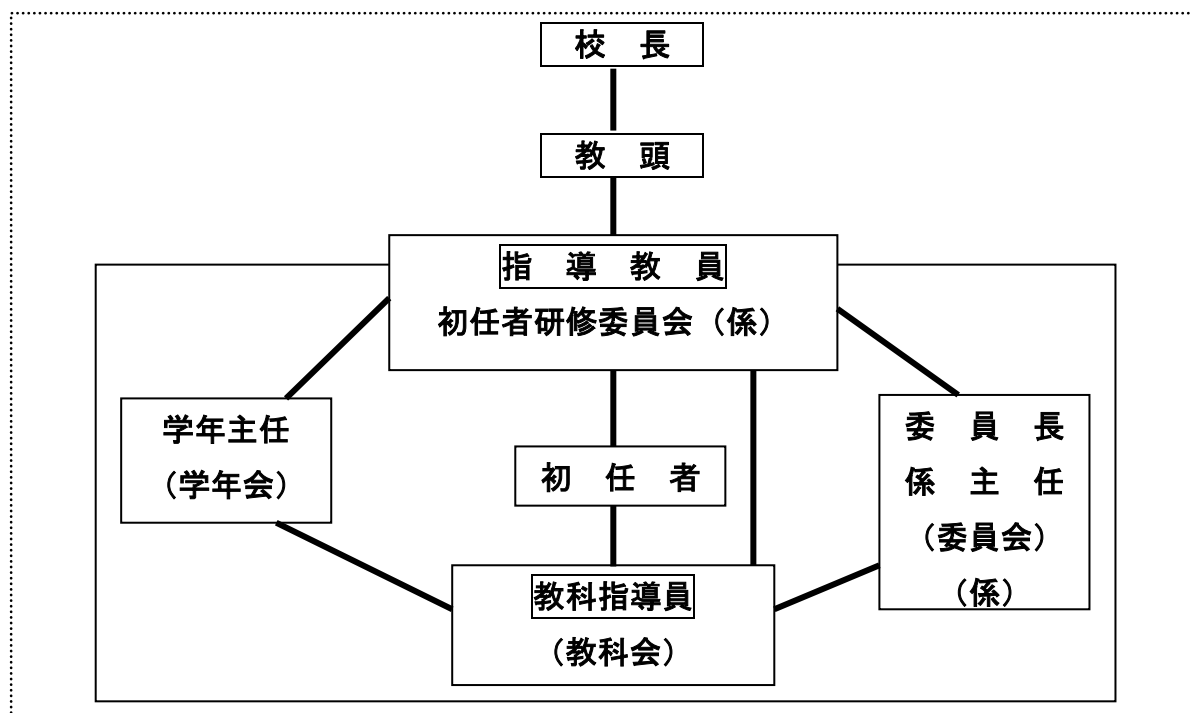 校　長
教　頭
指　導　教　員
初任者研修委員会（係）
学年主任
（学年会）
初　任　者
委　員　長
係　主　任
（委員会）
（係）
教科指導員
（教科会）